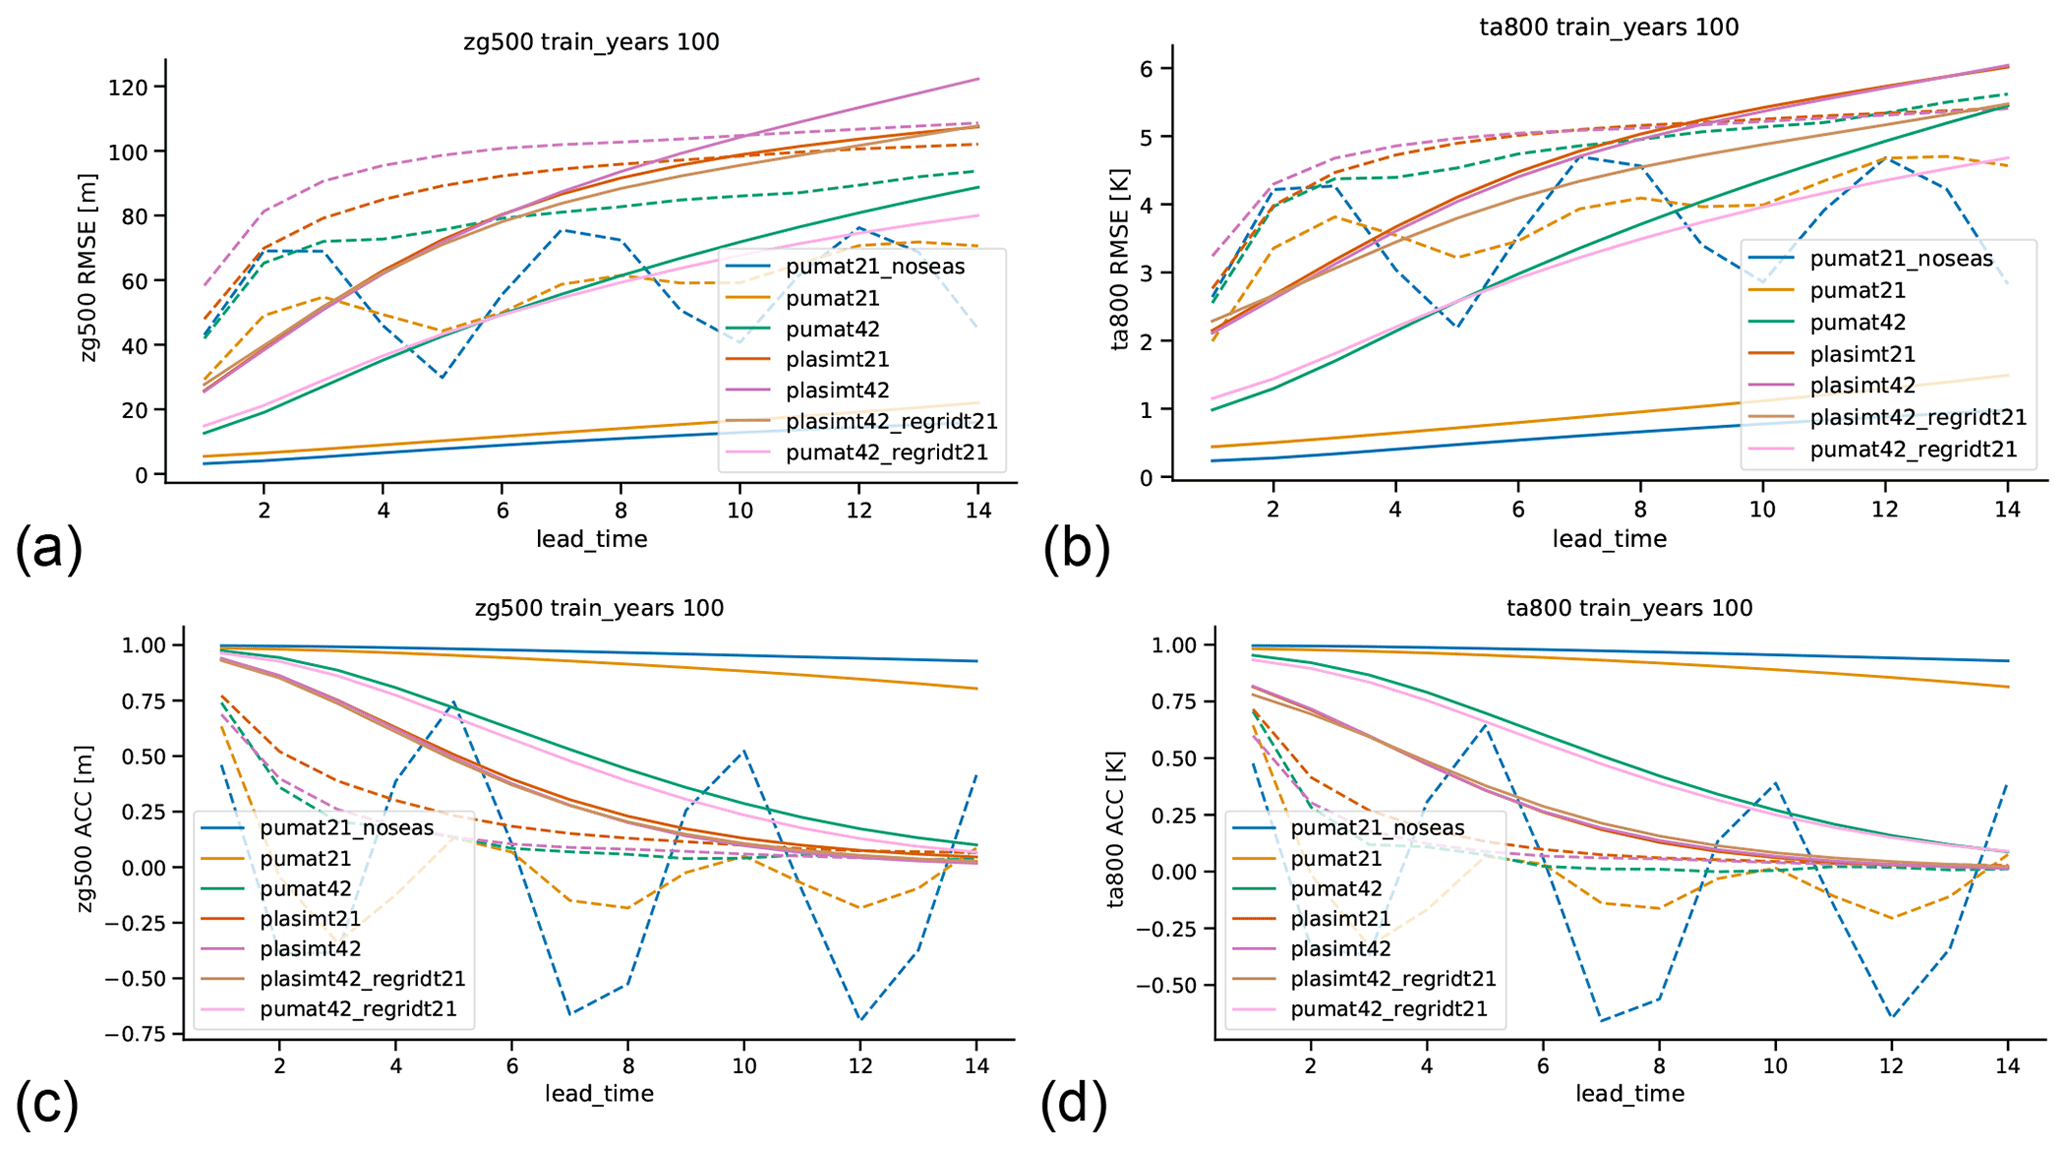 zg500 train_years 100
zg500 RMSE [m]
120
100
80
60
40
20
0
2 4 6 8 10 12 14
lead_time
pumat21_noseas
pumat21
pumat42
plasimt21
plasimt42
plasimt42_regridt21
pumat42_regridt21
(a)
ta800 train_years 100
ta800 RMSE [K]
6
5
4
3
2
1
0
2 4 6 8 10 12 14
lead_time
pumat21_noseas
pumat21
pumat42
plasimt21
plasimt42
plasimt42_regridt21
pumat42_regridt21
(b)
zg500 train_years 100
zg500 ACC [m]
1.00
0.75
0.50
0.25
0.00
−0.25
−0.50
−0.75
2 4 6 8 10 12 14
lead_time
pumat21_noseas
pumat21
pumat42
plasimt21
plasimt42
plasimt42_regridt21
pumat42_regridt21
(c)
ta800 train_years 100
ta800 ACC [K]
1.00
0.75
0.50
0.25
0.00
−0.25
−0.50
2 4 6 8 10 12 14
lead_time
pumat21_noseas
pumat21
pumat42
plasimt21
plasimt42
plasimt42_regridt21
pumat42_regridt21
(d)